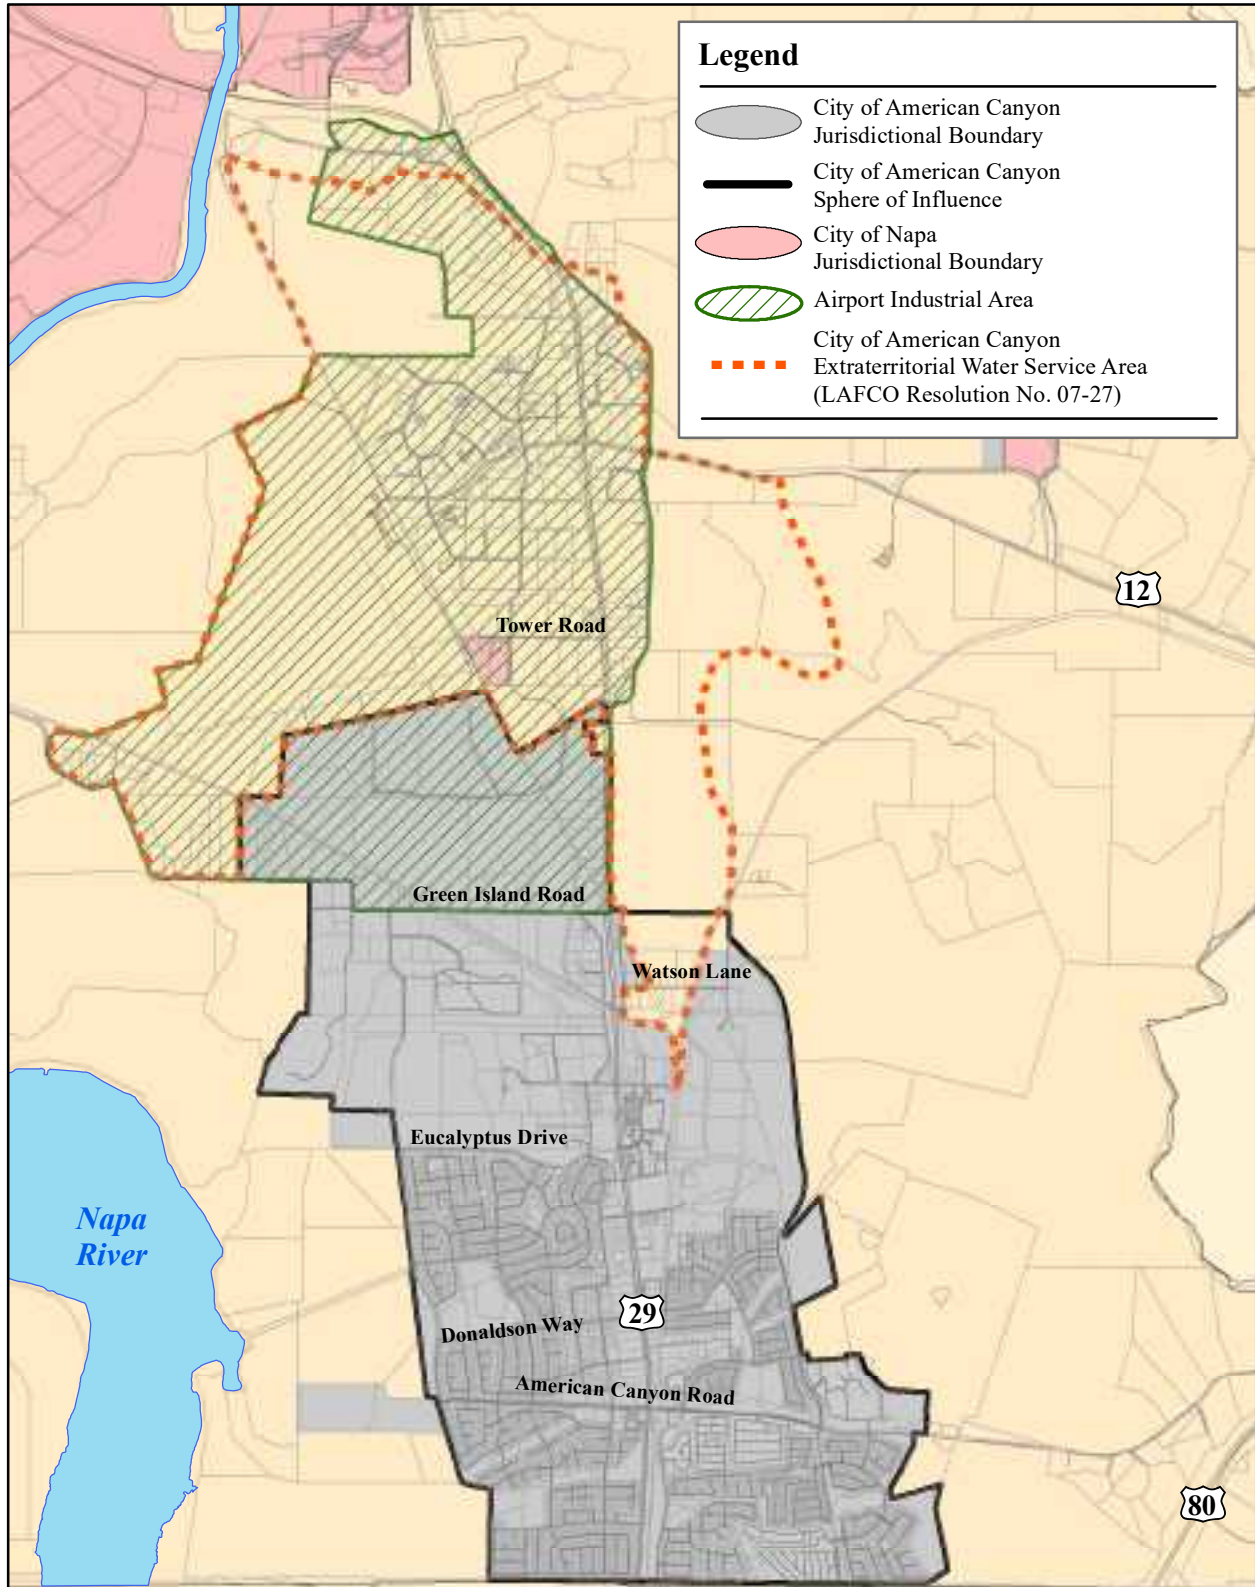 Legend
City of American Canyon
Jurisdictional Boundary
City of American Canyon
Sphere of Influence
City of Napa
Jurisdictional Boundary
Airport Industrial Area
City of American Canyon
Extraterritorial Water Service Area
(LAFCO Resolution No. 07-27)
12
Tower Road
Green Island Road
Watson Lane
Eucalyptus Drive
Napa
River
29
Donaldson Way
American Canyon Road
80